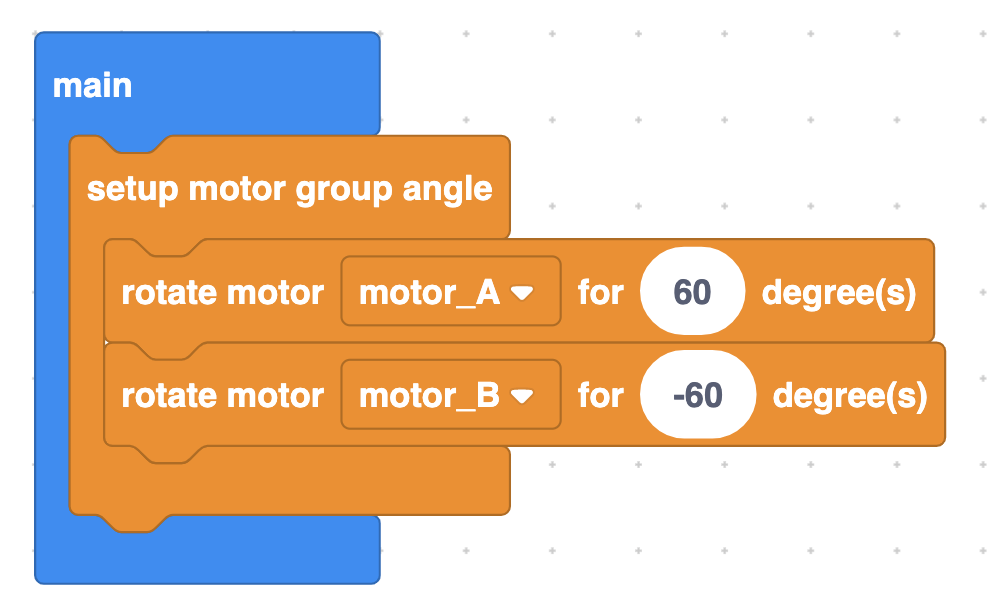 main
setup motor group angle
rotate motor motor_A for 60 degree(s)
rotate motor motor_B for -60 degree(s)